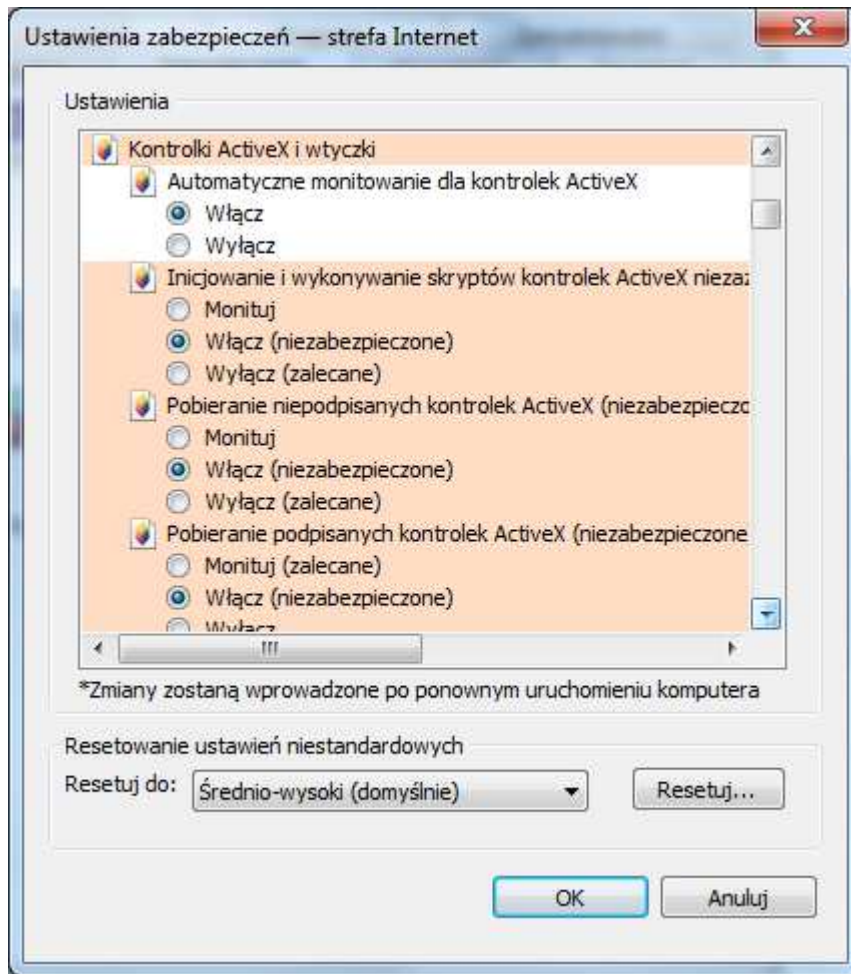 Ustawienia zabezpieczeń — strefa Internet
Ustawienia
Kontrolki ActiveX i wtyczki
Automatyczne monitowanie dla kontrolek ActiveX
Włącz
Wyłącz
Inicjowanie i wykonywanie skryptów kontrolek ActiveX
Monituj
Włącz (niezabezpieczone)
Wyłącz (zalecane)
Pobieranie niepodpisanych kontrolek ActiveX (niezabezpieczo
Monituj
Włącz (niezabezpieczone)
Wyłącz (zalecane)
Pobieranie podpisanych kontrolek ActiveX (niezabezpieczone
Monituj (zalecane)
Włącz (niezabezpieczone)
Wyłącz
*Zmiany zostaną wprowadzone po ponownym uruchomieniu komputera
Resetowanie ustawień niestandardowych
Resetuj do:
Średnio-wysoki (domyślnie)
Resetuj...
OK
Anuluj